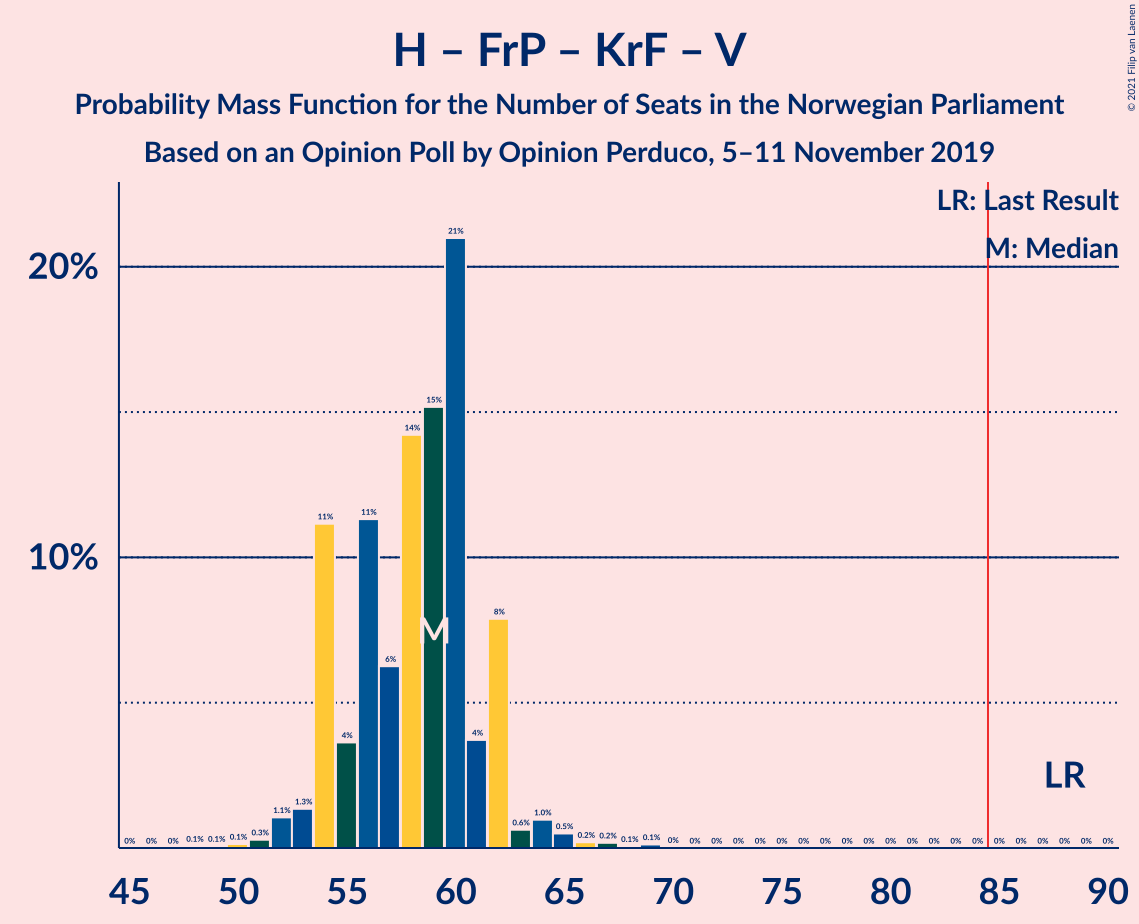 H – FrP – KrF – V
Probability Mass Function for the Number of Seats in the Norwegian Parliament
Based on an Opinion Poll by Opinion Perduco, 5–11 November 2019
© 2021 Filip van Laenen
LR: Last Result
M: Median
20%
10%
0% 0% 0% 0.1% 0.1% 0.1% 0.3% 1.1% 1.3% 11% 4% 11% 6% 14% 15% 21% 4% 8% 0.6% 1.0% 0.5% 0.2% 0.2% 0.1% 0.1% 0% 0% 0% 0% 0% 0% 0% 0% 0% 0% 0% 0% 0% 0% 0% 0% 0% 0% 0% 0% 0%
M
LR
45 50 55 60 65 70 75 80 85 90